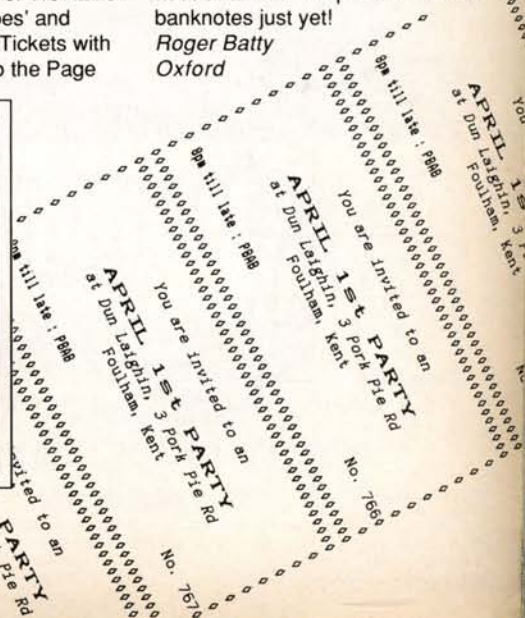 banknotes just yet!
pes' and
Tickets with
Roger Batty
o the Page
Oxford
8pm till late : PBAB
You are invited to an
APRIL 1st PARTY
at Dun Laighin, 3 Pork Pie Rd
Foulham, Kent
No. 766
8pm till late : PBAB
You are invited to an
APRIL 1st PARTY
at Dun Laighin, 3 Pork Pie Rd
Foulham, Kent
No. 767
You
APRIL 1s
at Dun Laighin, 3
Foulham, Kent
till late : PBAB
vited to an
PARTY
Pie Rd